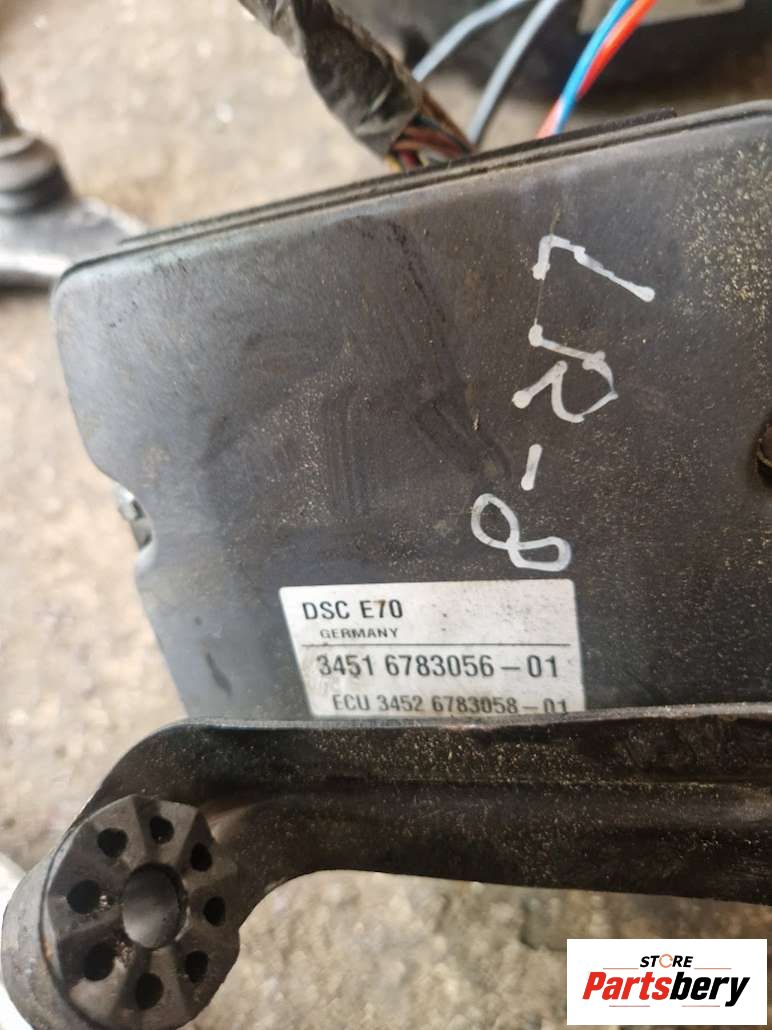 LR-8
DSC E70
GERMANY
3451 6783056-01
ECU 3452 6783058-01
STORE
Partsbery